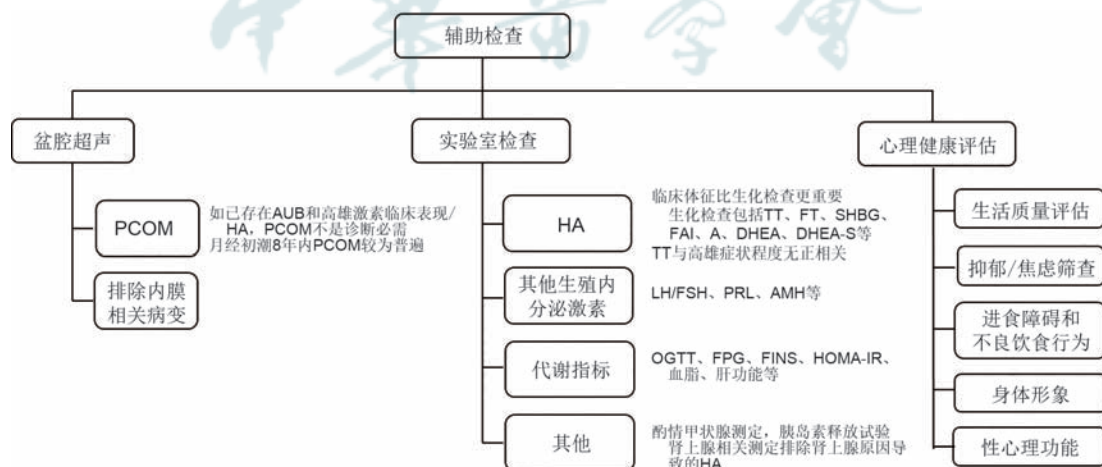 中华医学会
辅助检查
盆腔超声
PCOM
如已存在AUB和高雄激素临床表现/
HA，PCOM不是诊断必需
月经初潮8年内PCOM较为普遍
排除内膜
相关病变
实验室检查
HA
临床体征比生化检查更重要
生化检查包括TT、FT、SHBG、
FAI、A、DHEA、DHEA-S等
TT与高雄症状程度无正相关
其他生殖内
分泌激素
LH/FSH、PRL、AMH等
代谢指标
OGTT、FPG、FINS、HOMA-IR、
血脂、肝功能等
其他
酌情甲状腺测定，胰岛素释放试验
肾上腺相关测定排除肾上腺原因导
致的HA
心理健康评估
生活质量评估
抑郁/焦虑筛查
进食障碍和
不良饮食行为
身体形象
性心理功能